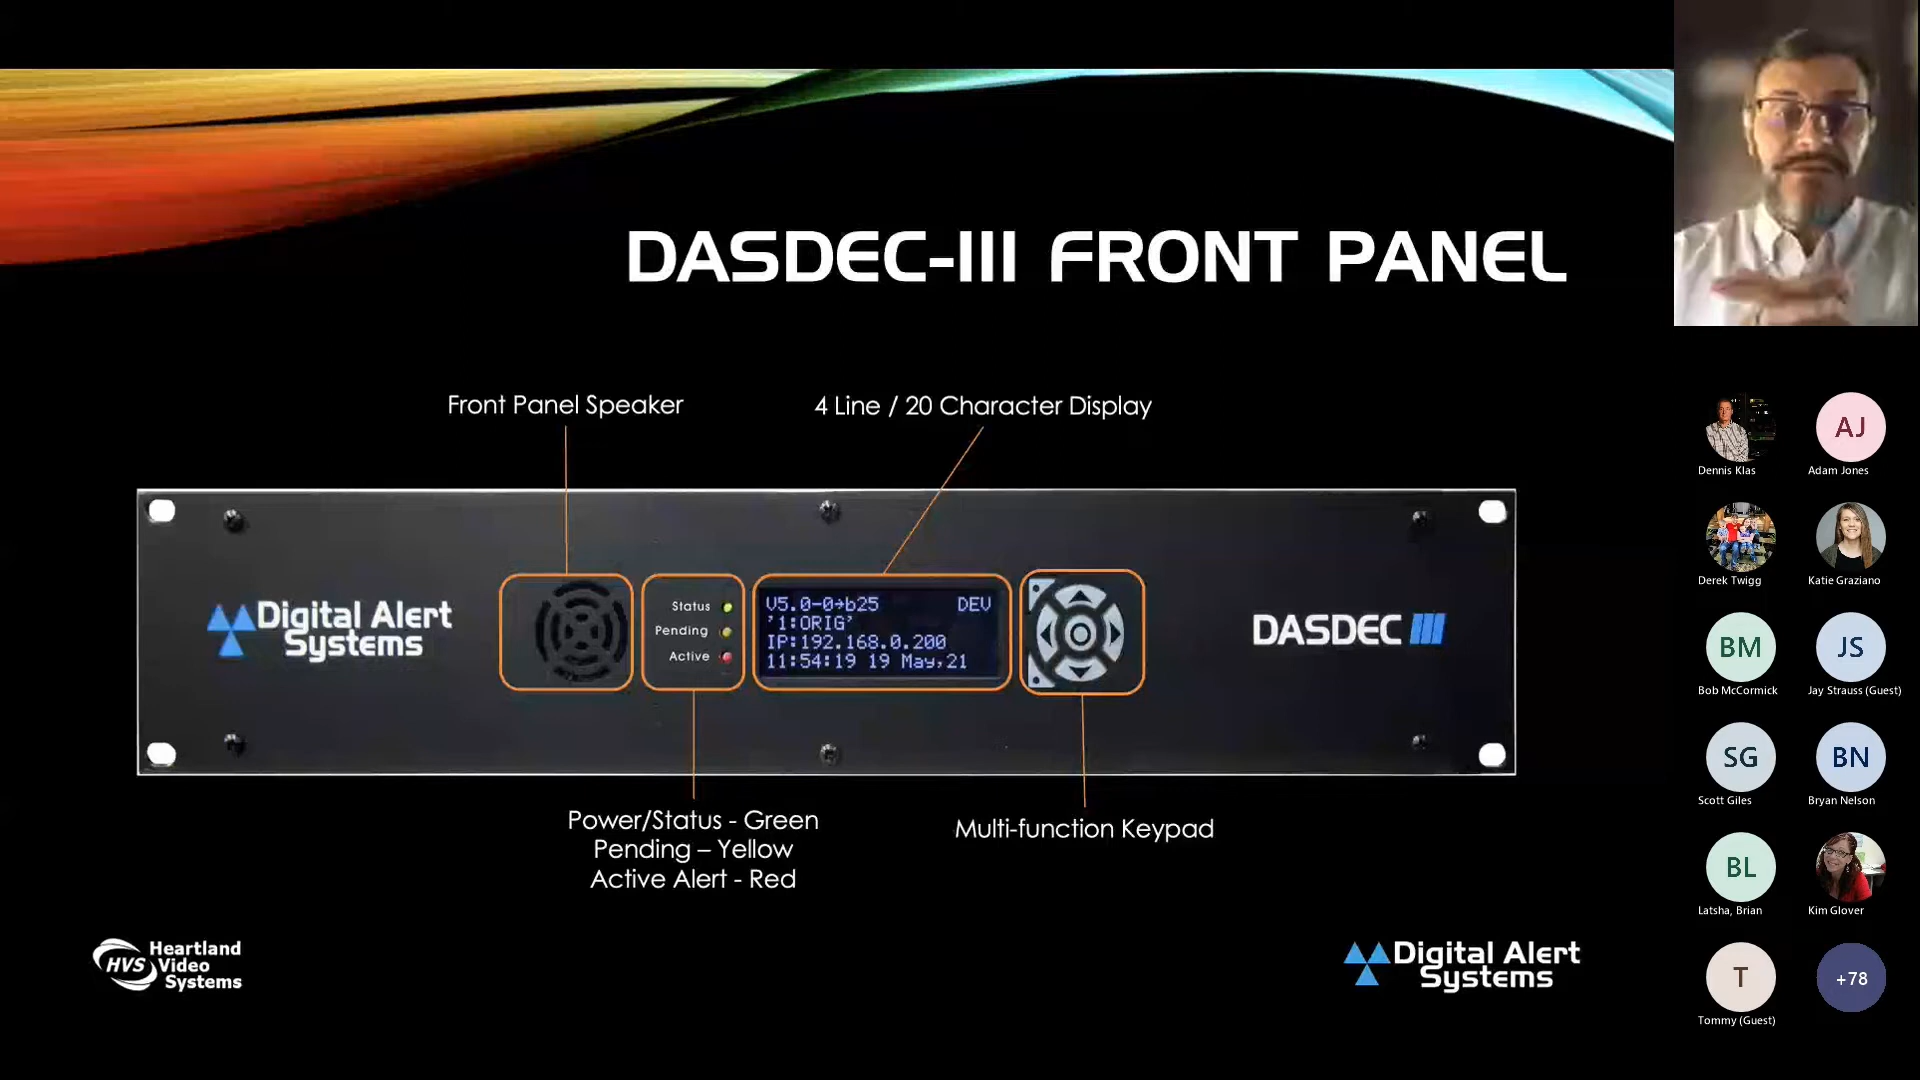 DASDEC-III FRONT PANEL
Front Panel Speaker
4 Line / 20 Character Display
Digital Alert
Systems
Status
Pending
Active
V5.0-0→b25 DEV
'1:ORIG'
IP:192.168.0.200
11:54:19 19 May,21
DASDEC III
Power/Status - Green
Pending – Yellow
Active Alert - Red
Multi-function Keypad
HVS Heartland
Video
Systems
Digital Alert
Systems
Dennis Klas
AJ
Adam Jones
Derek Twigg
Katie Graziano
BM
Bob McCormick
JS
Jay Strauss (Guest)
SG
Scott Giles
BN
Bryan Nelson
BL
Latsha, Brian
Kim Glover
T
Tommy (Guest)
+78